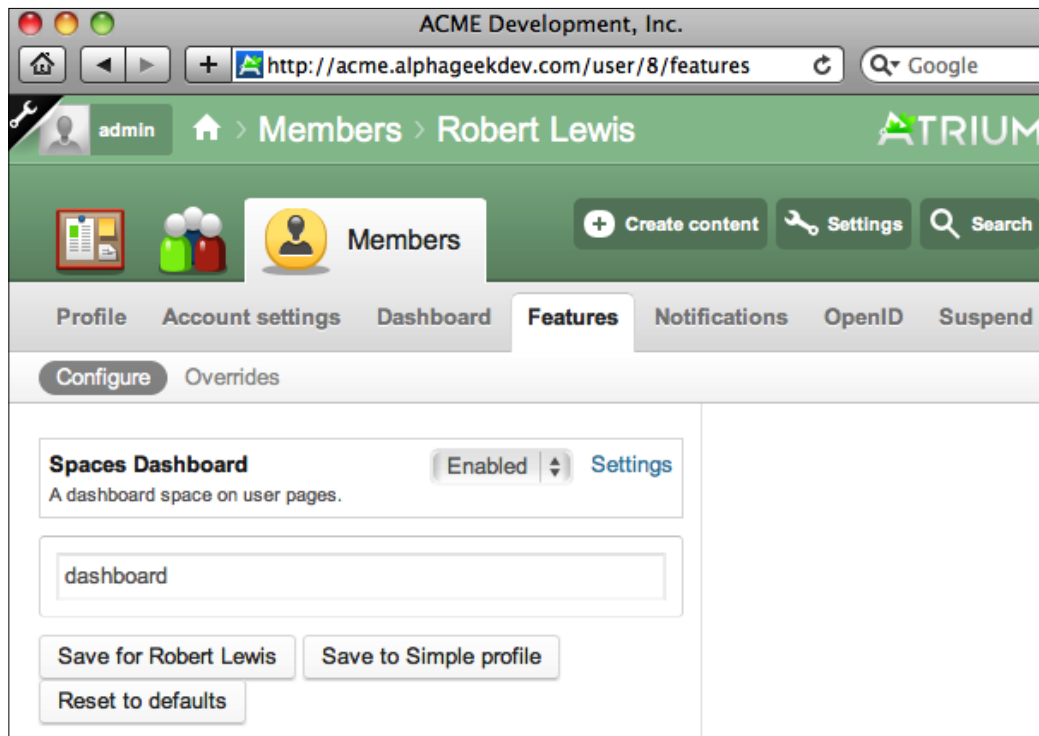 ACME Development, Inc.
http://acme.alphageekdev.com/user/8/features Google
admin Members > Robert Lewis ATRIUM
Members Create content Settings Search
Profile Account settings Dashboard Features Notifications OpenID Suspend
Configure Overrides
Spaces Dashboard Enabled Settings
A dashboard space on user pages.
dashboard
Save for Robert Lewis Save to Simple profile
Reset to defaults